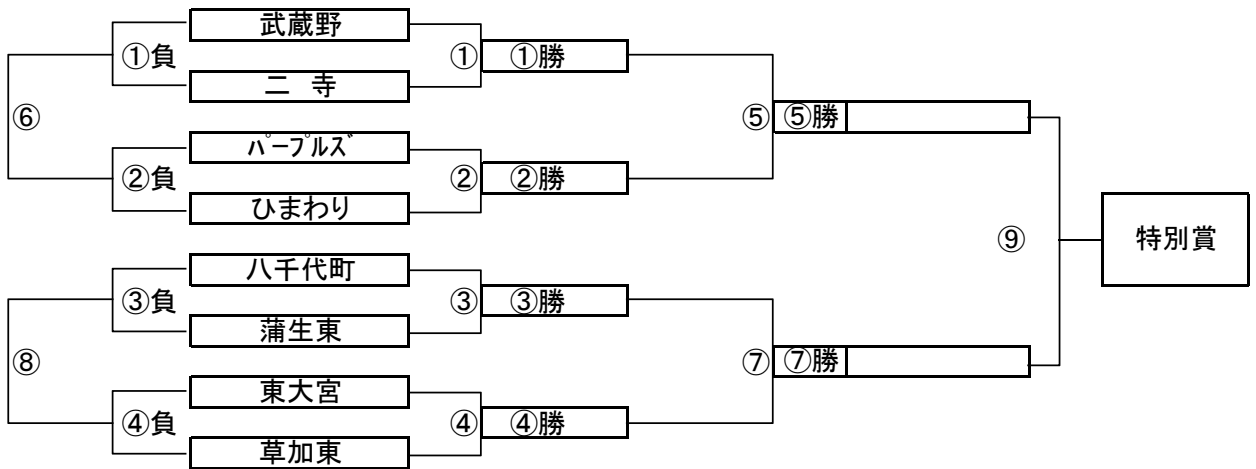 武蔵野
①負
①
①勝
二 寺
⑥
⑤
⑤勝
パープルズ
②負
②
②勝
ひまわり
⑨
特別賞
八千代町
③負
③
③勝
蒲生東
⑧
⑦
⑦勝
東大宮
④負
④
④勝
草加東